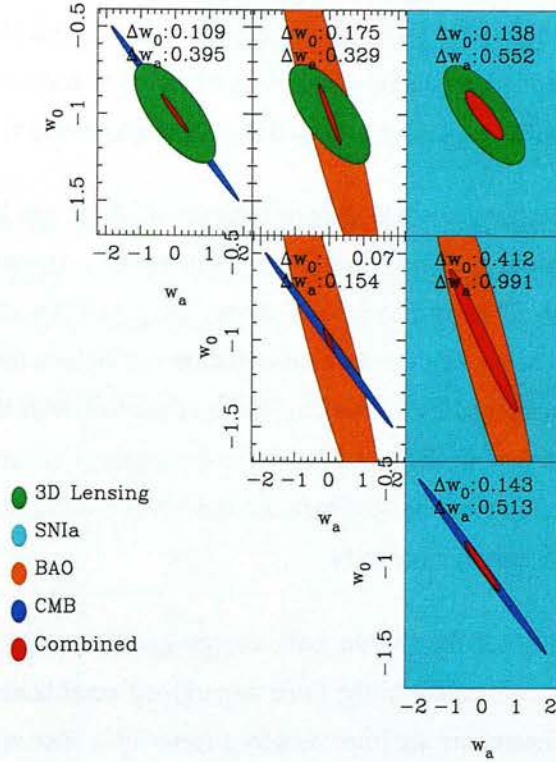 −0.5
Δw₀:0.109
Δwₐ:0.395
Δw₀:0.175
Δwₐ:0.329
Δw₀:0.138
Δwₐ:0.552
w₀
−1
−1.5
−2 −1 0 1 2
wₐ
−0.5
Δw₀: 0.07
Δwₐ:0.154
Δw₀:0.412
Δwₐ:0.991
w₀
−1
−1.5
−2 −1 0 1 2
wₐ
−0.5
Δw₀:0.143
Δwₐ:0.513
w₀
−1
−1.5
−2 −1 0 1 2
wₐ
3D Lensing
SNIa
BAO
CMB
Combined